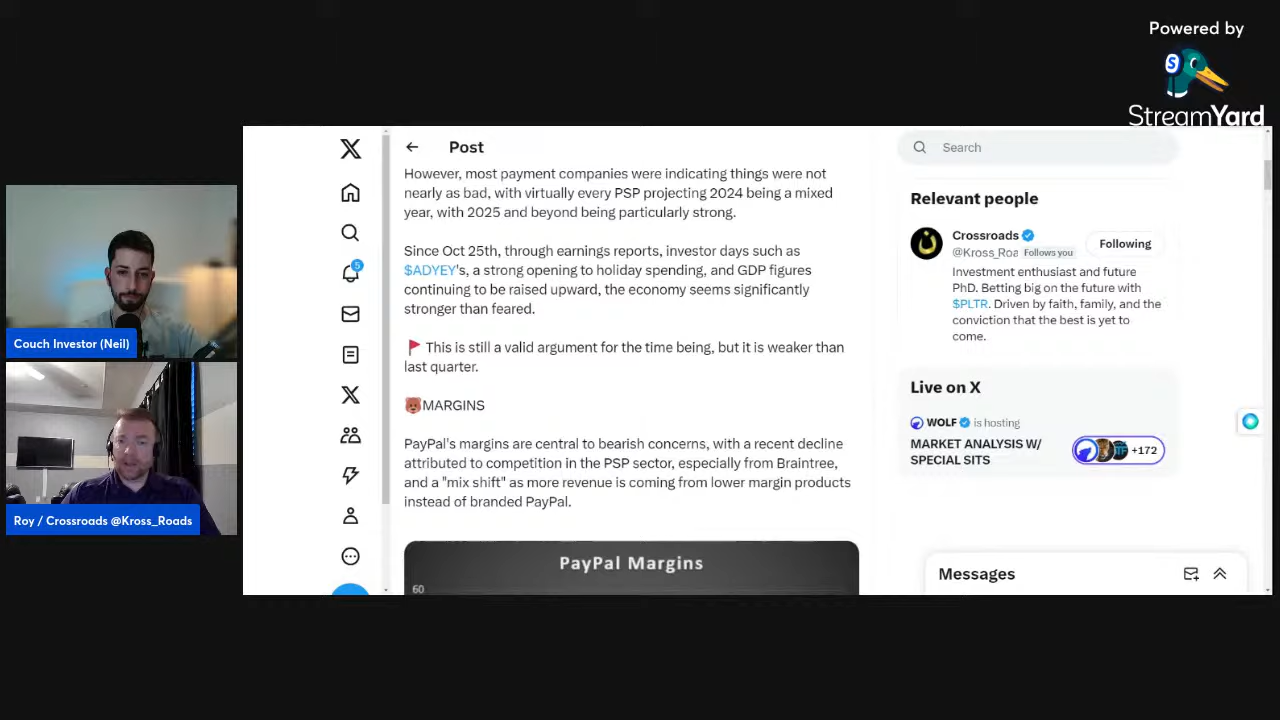 Powered by
StreamYard
Post
However, most payment companies were indicating things were not
nearly as bad, with virtually every PSP projecting 2024 being a mixed
year, with 2025 and beyond being particularly strong.
Since Oct 25th, through earnings reports, investor days such as
$ADYEY's, a strong opening to holiday spending, and GDP figures
continuing to be raised upward, the economy seems significantly
stronger than feared.
This is still a valid argument for the time being, but it is weaker than
last quarter.
MARGINS
PayPal's margins are central to bearish concerns, with a recent decline
attributed to competition in the PSP sector, especially from Braintree,
and a "mix shift" as more revenue is coming from lower margin products
instead of branded PayPal.
PayPal Margins
60
Search
Relevant people
Crossroads
@Kross_Roa Follows you
Following
Investment enthusiast and future
PhD. Betting big on the future with
$PLTR. Driven by faith, family, and the
conviction that the best is yet to
come.
Live on X
WOLF is hosting
MARKET ANALYSIS W/
SPECIAL SITS
+172
Messages
5
Couch Investor (Neil)
Roy / Crossroads @Kross_Roads